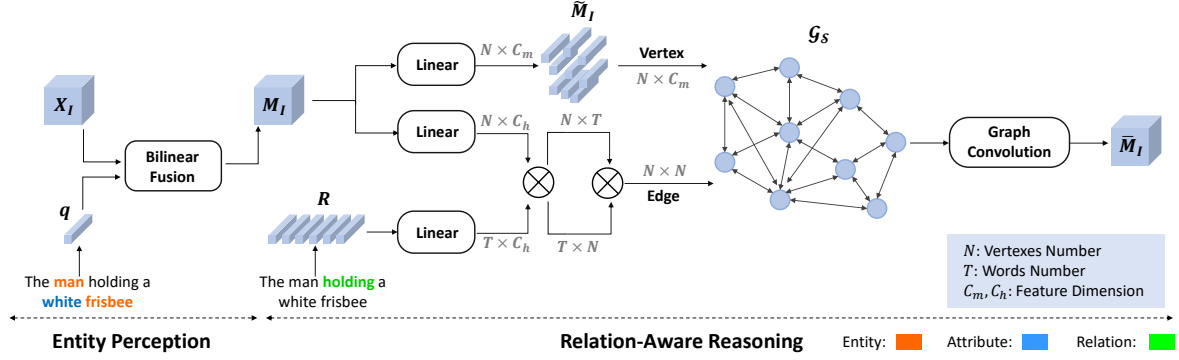 X_I
q
The man holding a
white frisbee
Bilinear
Fusion
M_I
R
The man holding a
white frisbee
Linear
N × C_m
Linear
N × C_h
Linear
T × C_h
M̃_I
Vertex
N × C_m
N × T
T × N
N × N
Edge
𝒢_S
Graph
Convolution
M̄_I
N: Vertexes Number
T: Words Number
C_m, C_h: Feature Dimension
Entity Perception
Relation-Aware Reasoning
Entity:
Attribute:
Relation: